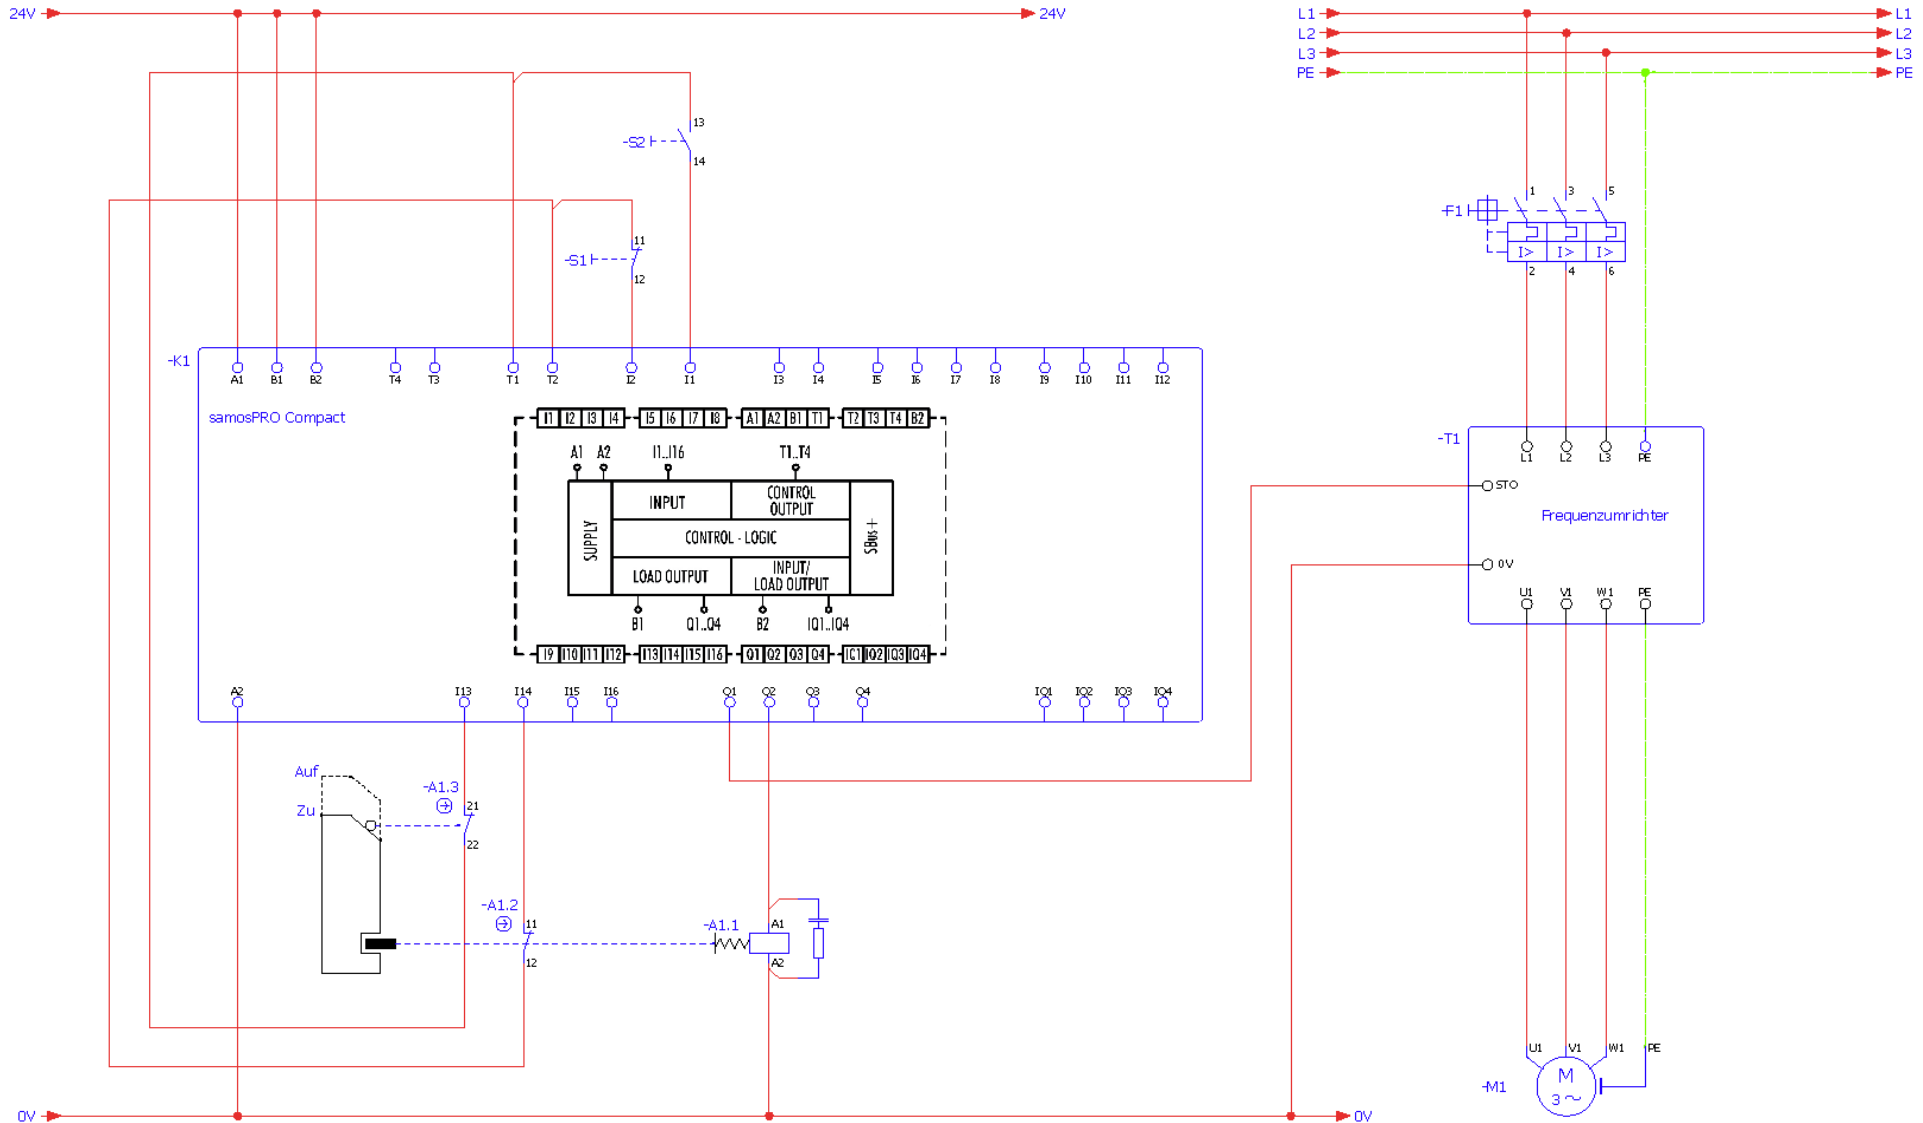 24V 24V
L1 L1
L2 L2
L3 L3
PE PE
13
-S2
14
1 3 5
-F1
11
-S1
12
I> I> I>
2 4 6
-K1
A1 B1 B2 T4 T3 T1 T2 I2 I1 I3 I4 I5 I6 I7 I8 I9 I10 I11 I12
samosPRO Compact
I1 I2 I3 I4 I5 I6 I7 I8 A1 A2 B1 T1 T2 T3 T4 B2
A1 A2 I1..I16 T1..T4
SUPPLY
INPUT
CONTROL
OUTPUT
CONTROL - LOGIC
SBus+
LOAD OUTPUT
INPUT/
LOAD OUTPUT
B1 Q1..Q4 B2 IQ1..IQ4
I9 I10 I11 I12 I13 I14 I15 I16 Q1 Q2 Q3 Q4 IQ1 IQ2 IQ3 IQ4
A2 I13 I14 I15 I16 Q1 Q2 Q3 Q4 IQ1 IQ2 IQ3 IQ4
-T1
L1 L2 L3 PE
STO
Frequenzumrichter
0V
U1 V1 W1 PE
Auf
Zu
-A1.3
21
22
-A1.2
11
12
-A1.1
A1
A2
U1 V1 W1 PE
-M1
M
3 ~
0V 0V